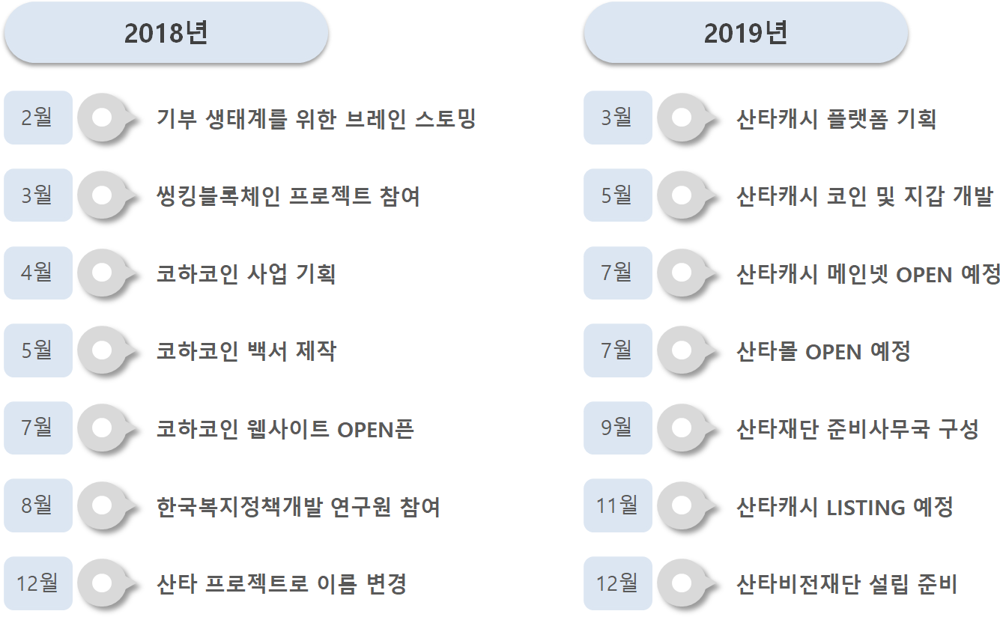 2018년
2월 기부 생태계를 위한 브레인 스토밍
3월 씽킹블록체인 프로젝트 참여
4월 코하코인 사업 기획
5월 코하코인 백서 제작
7월 코하코인 웹사이트 OPEN픈
8월 한국복지정책개발 연구원 참여
12월 산타 프로젝트로 이름 변경
2019년
3월 산타캐시 플랫폼 기획
5월 산타캐시 코인 및 지갑 개발
7월 산타캐시 메인넷 OPEN 예정
7월 산타몰 OPEN 예정
9월 산타재단 준비사무국 구성
11월 산타캐시 LISTING 예정
12월 산타비전재단 설립 준비